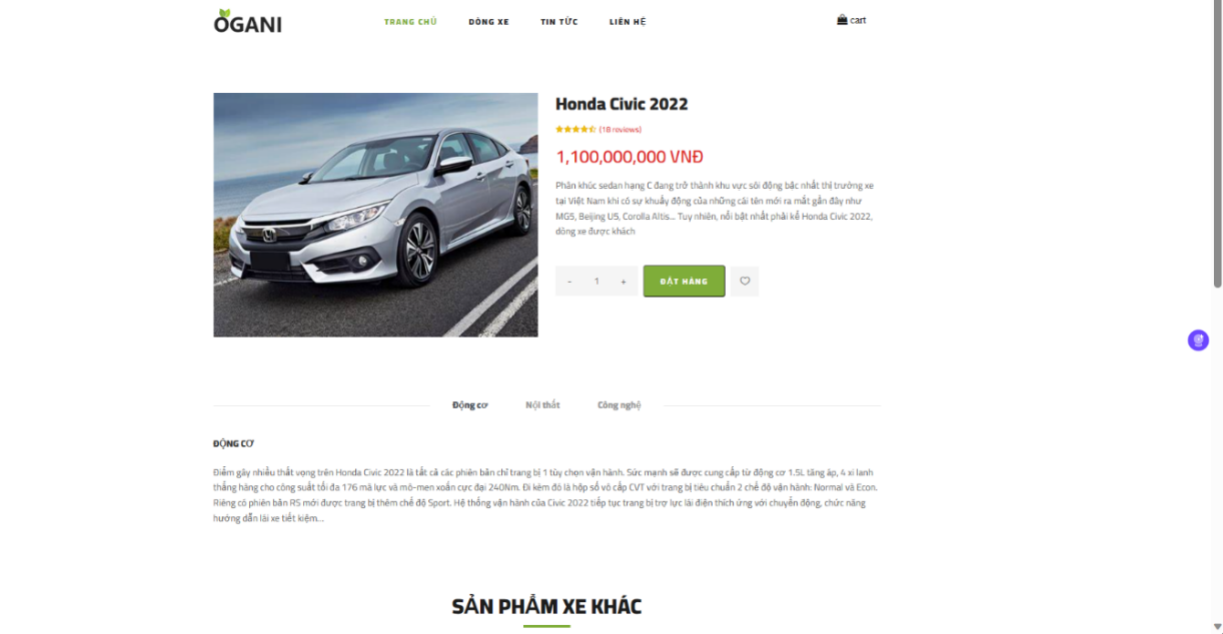 OGANI
TRANG CHỦ DÒNG XE TIN TỨC LIÊN HỆ cart
Honda Civic 2022
(18 reviews)
1,100,000,000 VNĐ
Phân khúc sedan hạng C đang trở thành khu vực sôi động bậc nhất thị trường xe
tại Việt Nam khi có sự khuấy động của những cái tên mới ra mắt gần đây như
MG5, Beijing U5, Corolla Altis... Tuy nhiên, nổi bật nhất phải kể Honda Civic 2022,
dòng xe được khách
- 1 +
ĐẶT HÀNG
Động cơ Nội thất Công nghệ
ĐỘNG CƠ
Điểm gây nhiều thất vọng trên Honda Civic 2022 là tất cả các phiên bản chỉ trang bị 1 tùy chọn vận hành. Sức mạnh sẽ được cung cấp từ động cơ 1.5L tăng áp, 4 xi lanh
thẳng hàng cho công suất tối đa 176 mã lực và mô-men xoắn cực đại 240Nm. Đi kèm đó là hộp số vô cấp CVT với trang bị tiêu chuẩn 2 chế độ vận hành: Normal và Econ.
Riêng có phiên bản RS mới được trang bị thêm chế độ Sport. Hệ thống vận hành của Civic 2022 tiếp tục trang bị trợ lực lái điện thích ứng với chuyển động, chức năng
hướng dẫn lái xe tiết kiệm...
SẢN PHẨM XE KHÁC